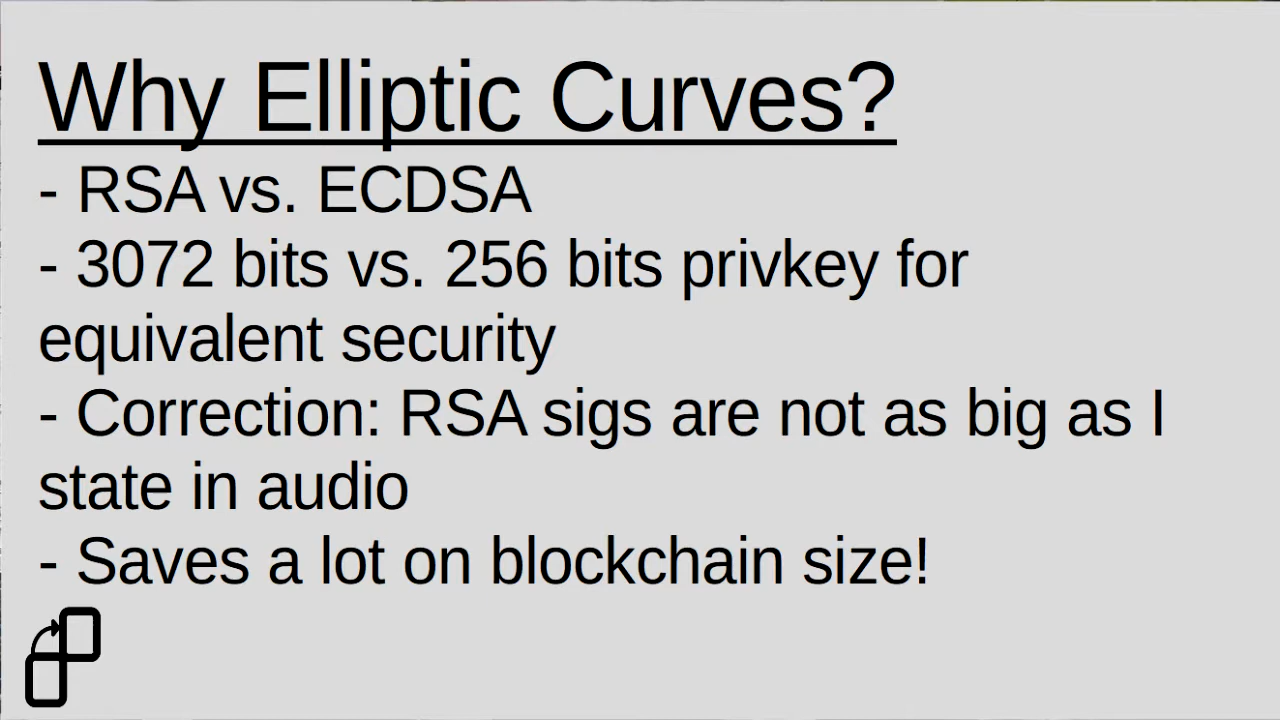 Why Elliptic Curves?
- RSA vs. ECDSA
- 3072 bits vs. 256 bits privkey for
equivalent security
- Correction: RSA sigs are not as big as I
state in audio
- Saves a lot on blockchain size!